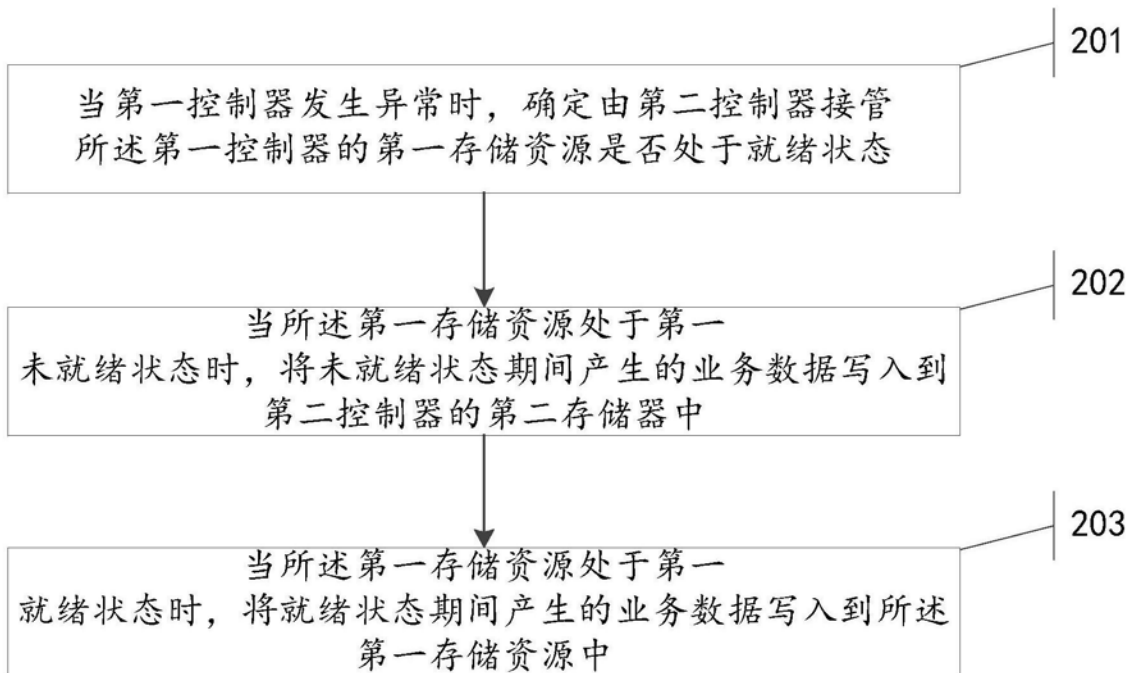 201
当第一控制器发生异常时，确定由第二控制器接管
所述第一控制器的第一存储资源是否处于就绪状态
202
当所述第一存储资源处于第一
未就绪状态时，将未就绪状态期间产生的业务数据写入到
第二控制器的第二存储器中
203
当所述第一存储资源处于第一
就绪状态时，将就绪状态期间产生的业务数据写入到所述
第一存储资源中